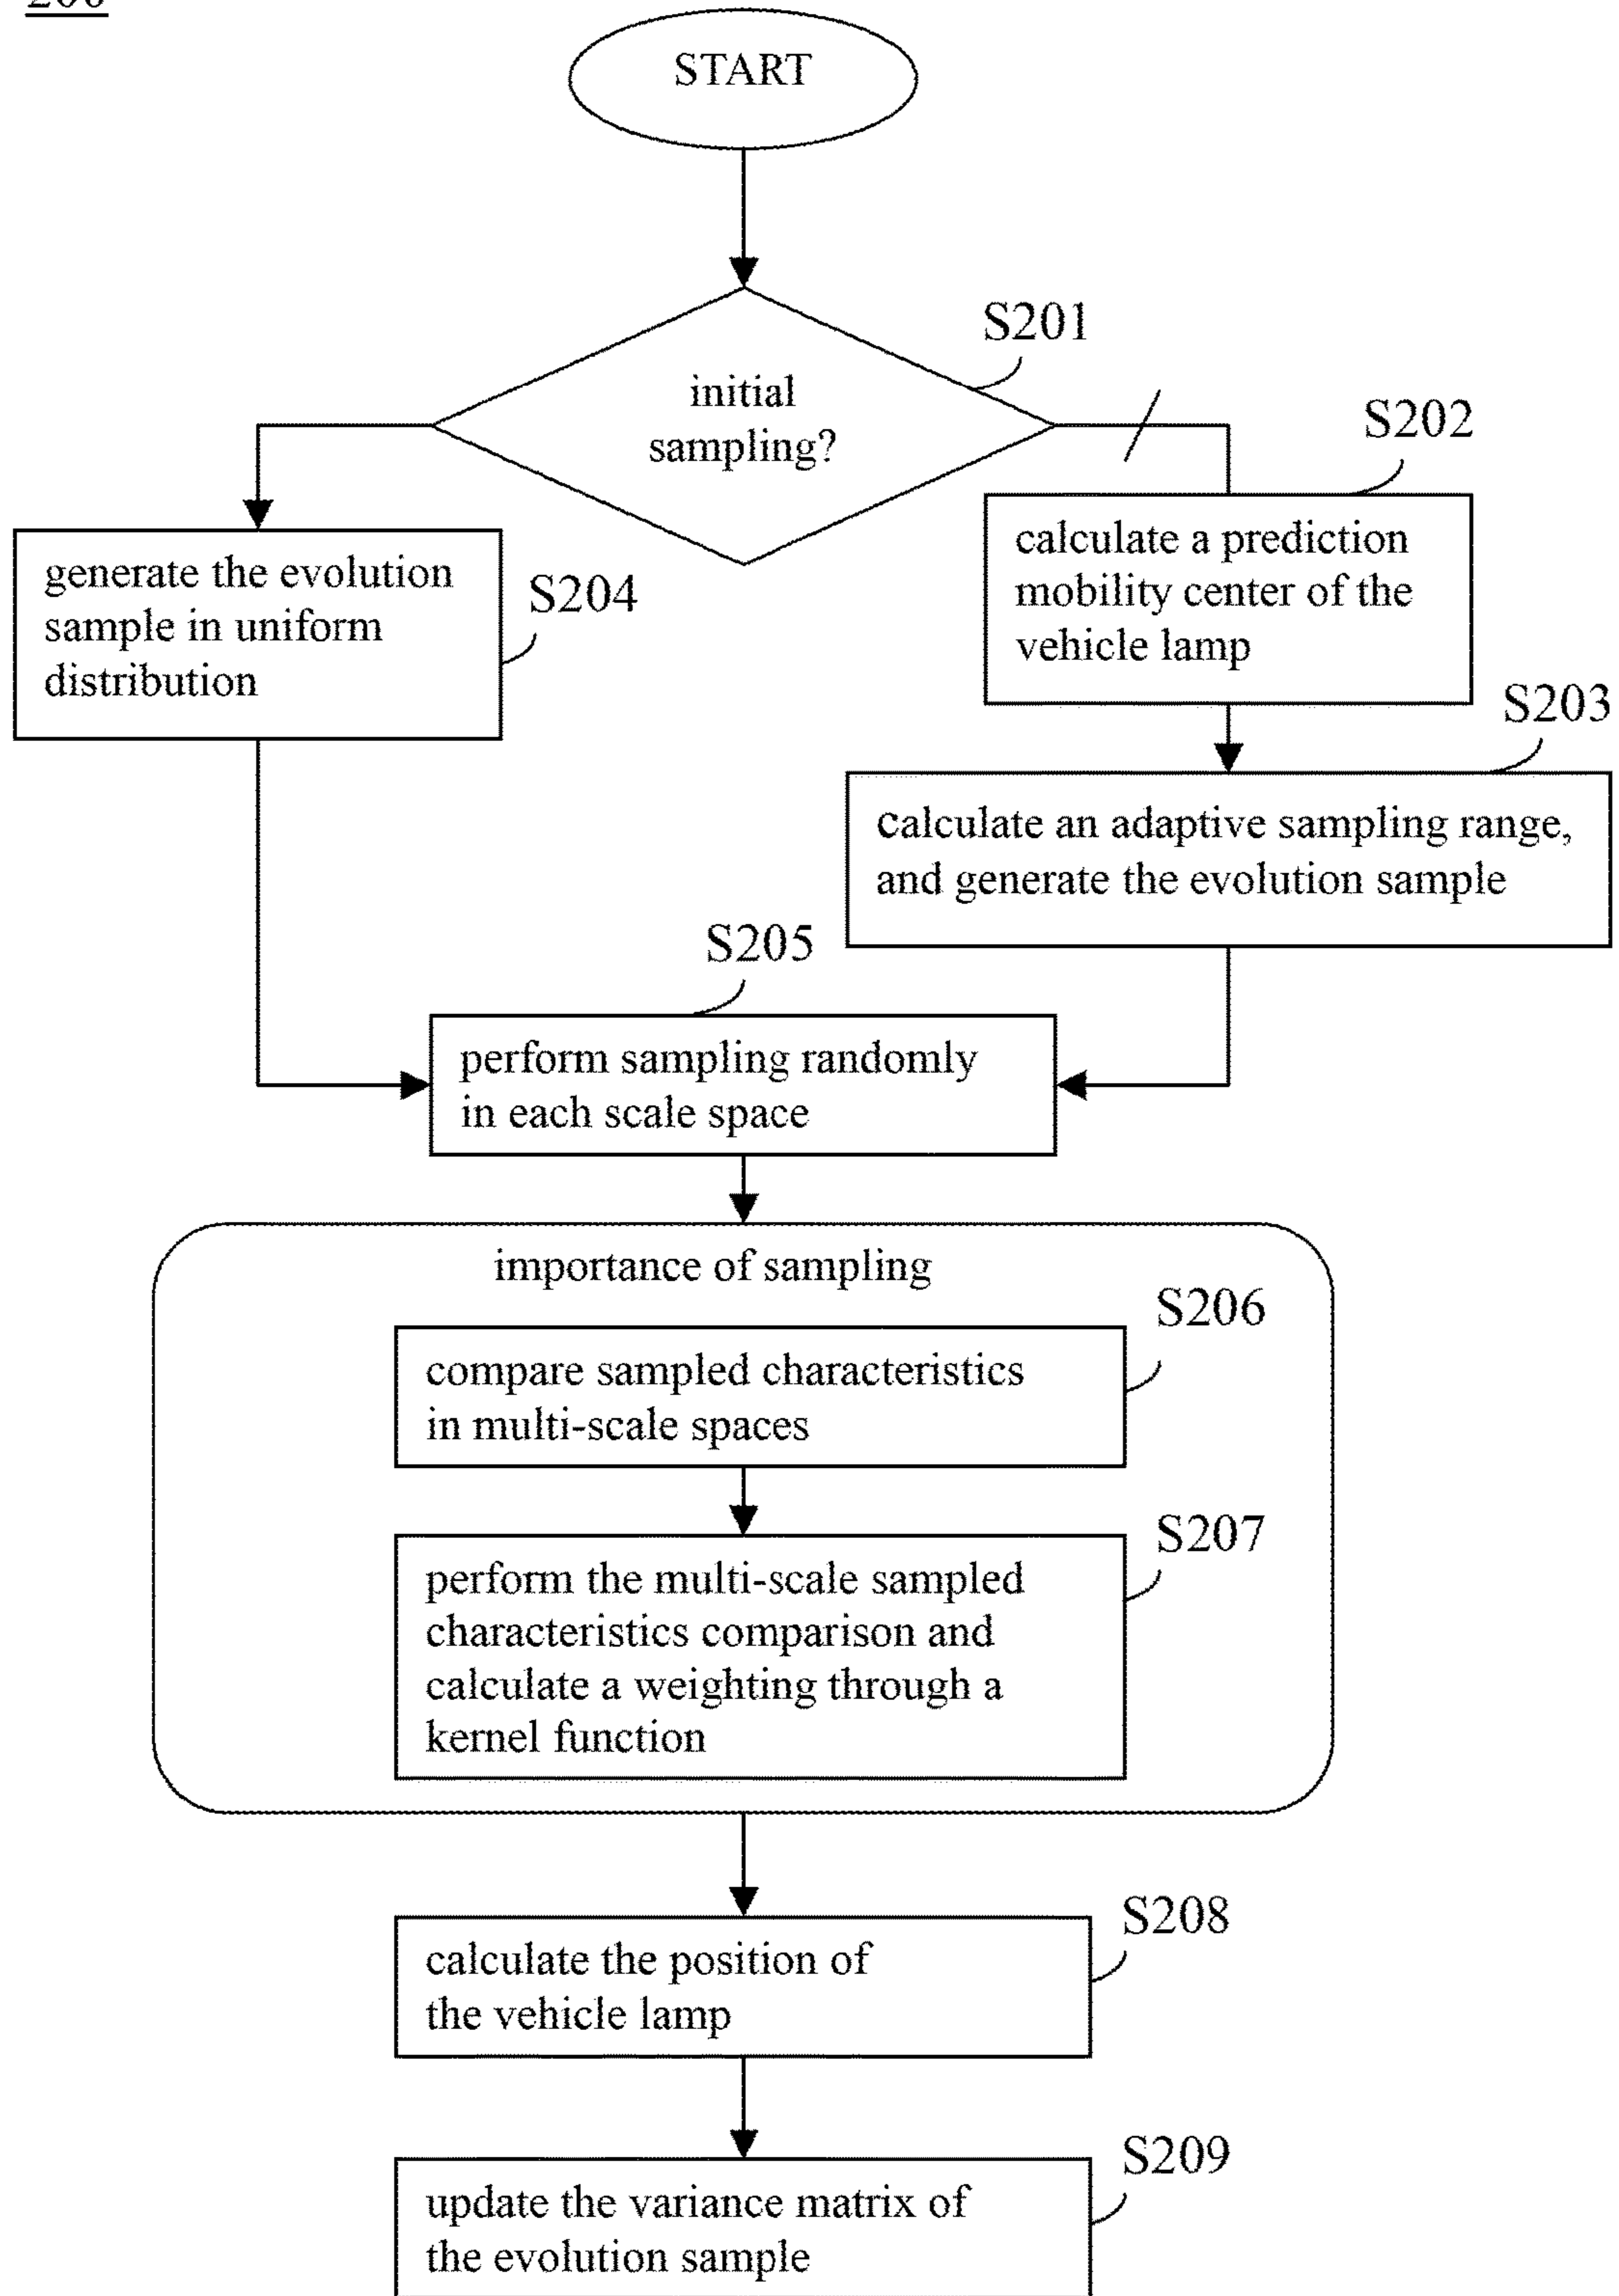 START
S201
initial
sampling?
S202
calculate a prediction
mobility center of the
vehicle lamp
generate the evolution
sample in uniform
distribution
S204
S203
calculate an adaptive sampling range,
and generate the evolution sample
S205
perform sampling randomly
in each scale space
importance of sampling
S206
compare sampled characteristics
in multi-scale spaces
S207
perform the multi-scale sampled
characteristics comparison and
calculate a weighting through a
kernel function
S208
calculate the position of
the vehicle lamp
S209
update the variance matrix of
the evolution sample